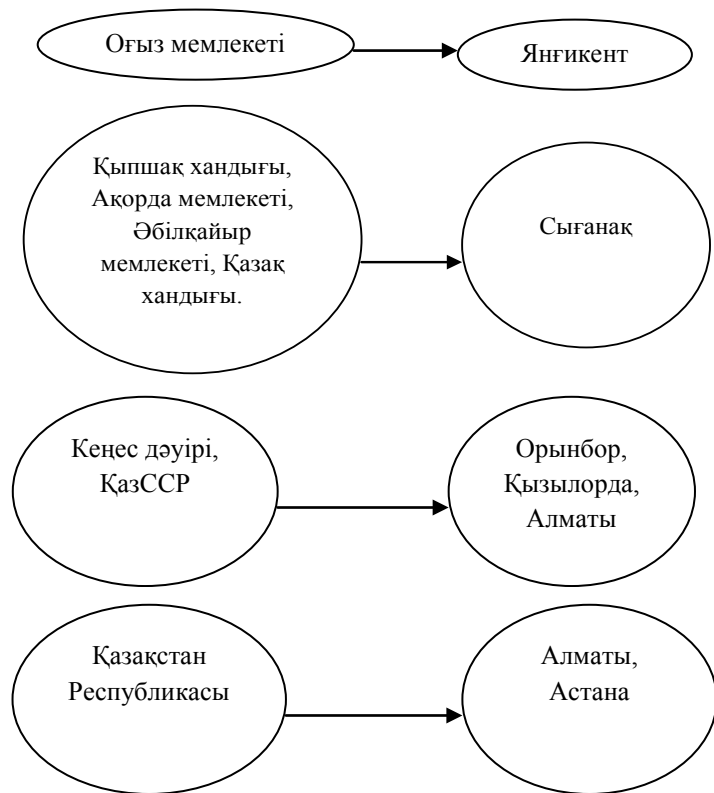 Оғыз мемлекеті
Янғикент
Қыпшақ хандығы,
Ақорда мемлекеті,
Әбілқайыр
мемлекеті, Қазақ
хандығы.
Сығанақ
Кеңес дәуірі,
ҚазССР
Орынбор,
Қызылорда,
Алматы
Қазақстан
Республикасы
Алматы,
Астана